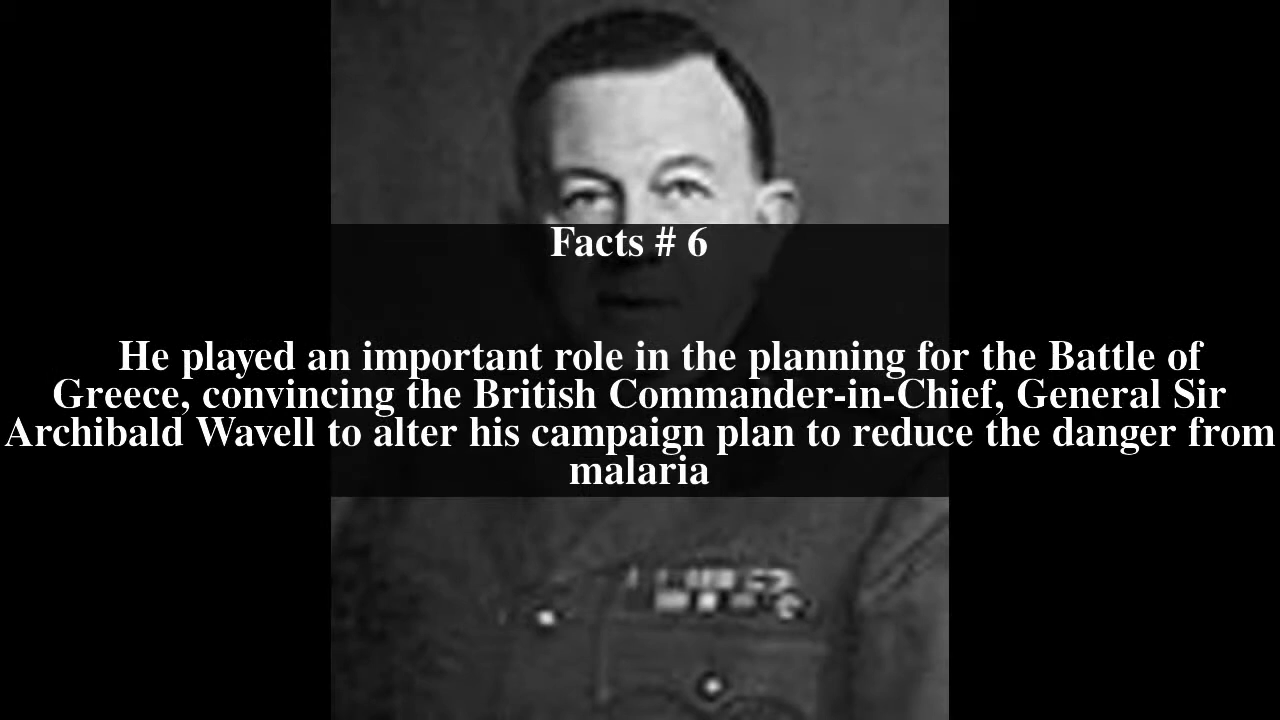 Facts # 6
He played an important role in the planning for the Battle of
Greece, convincing the British Commander-in-Chief, General Sir
Archibald Wavell to alter his campaign plan to reduce the danger from
malaria